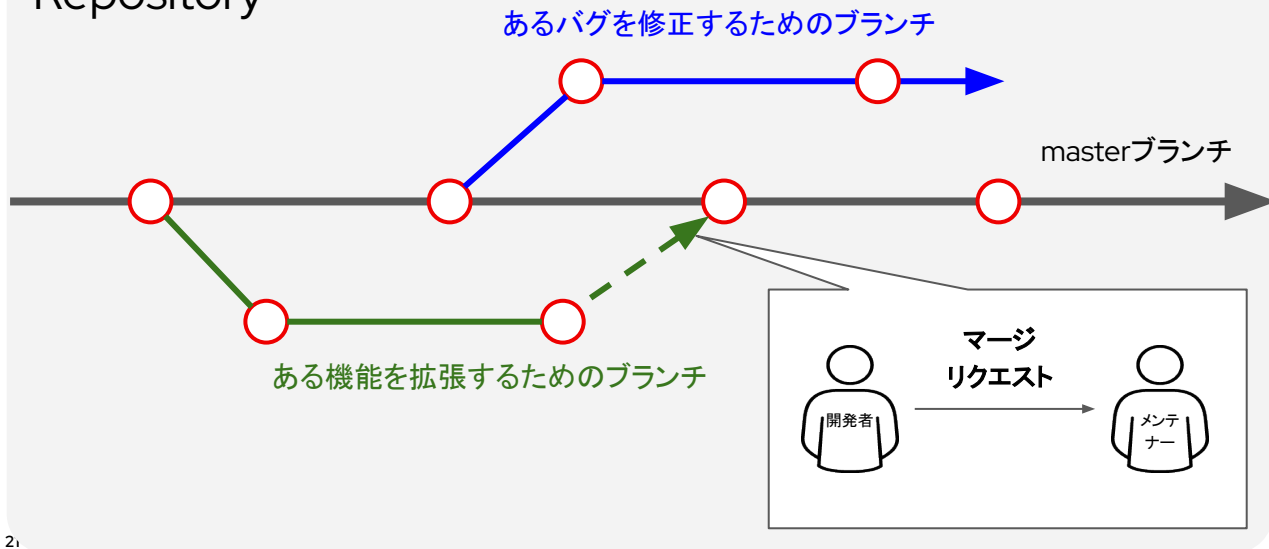 Repository
あるバグを修正するためのブランチ
masterブランチ
ある機能を拡張するためのブランチ
マージ
リクエスト
開発者
メンテ
ナー